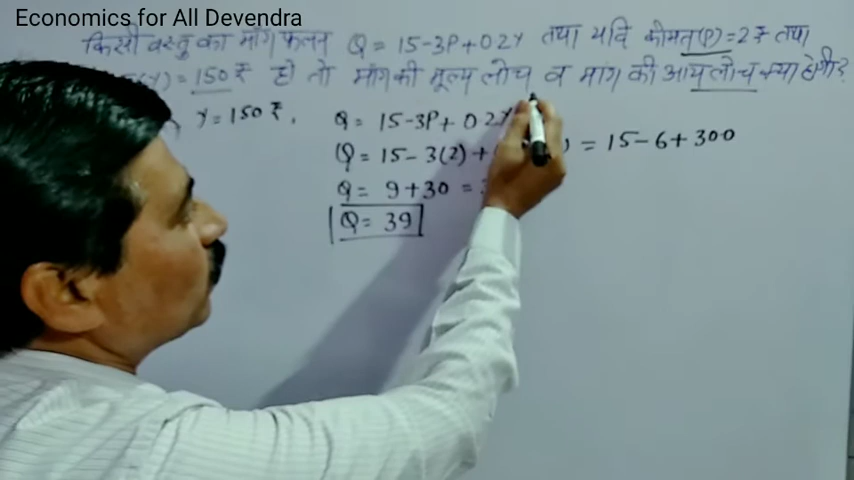 Economics for All Devendra
किसी वस्तु का मांग फलन Q = 15-3P+0.2Y तथा यदि कीमत(P)=2₹ तथा
(Y) = 150 ₹ हो तो मांग की मूल्य लोच व मांग की आय लोच क्या होगी?
Y = 150 ₹, Q = 15-3P+0.2Y
Q = 15-3(2)+ ) = 15-6+300
Q = 9+30 =
Q = 39